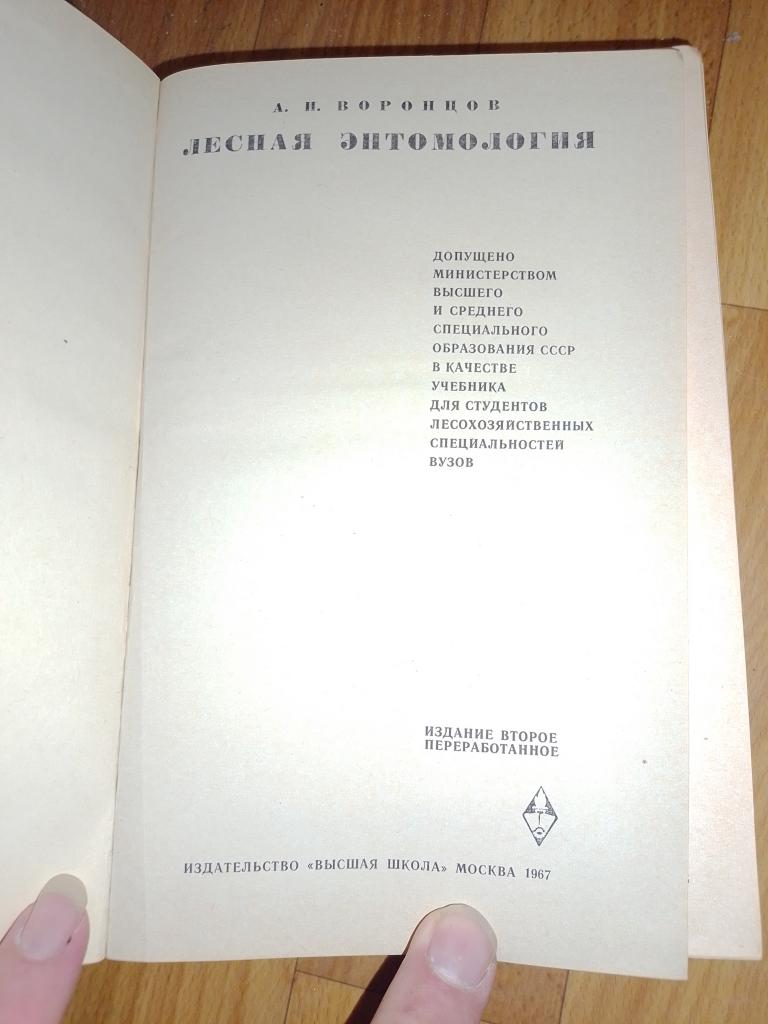 А. И. ВОРОНЦОВ
ЛЕСНАЯ ЭНТОМОЛОГИЯ
ДОПУЩЕНО
МИНИСТЕРСТВОМ
ВЫСШЕГО
И СРЕДНЕГО
СПЕЦИАЛЬНОГО
ОБРАЗОВАНИЯ СССР
В КАЧЕСТВЕ
УЧЕБНИКА
ДЛЯ СТУДЕНТОВ
ЛЕСОХОЗЯЙСТВЕННЫХ
СПЕЦИАЛЬНОСТЕЙ
ВУЗОВ
ИЗДАНИЕ ВТОРОЕ
ПЕРЕРАБОТАННОЕ
ИЗДАТЕЛЬСТВО «ВЫСШАЯ ШКОЛА» МОСКВА 1967